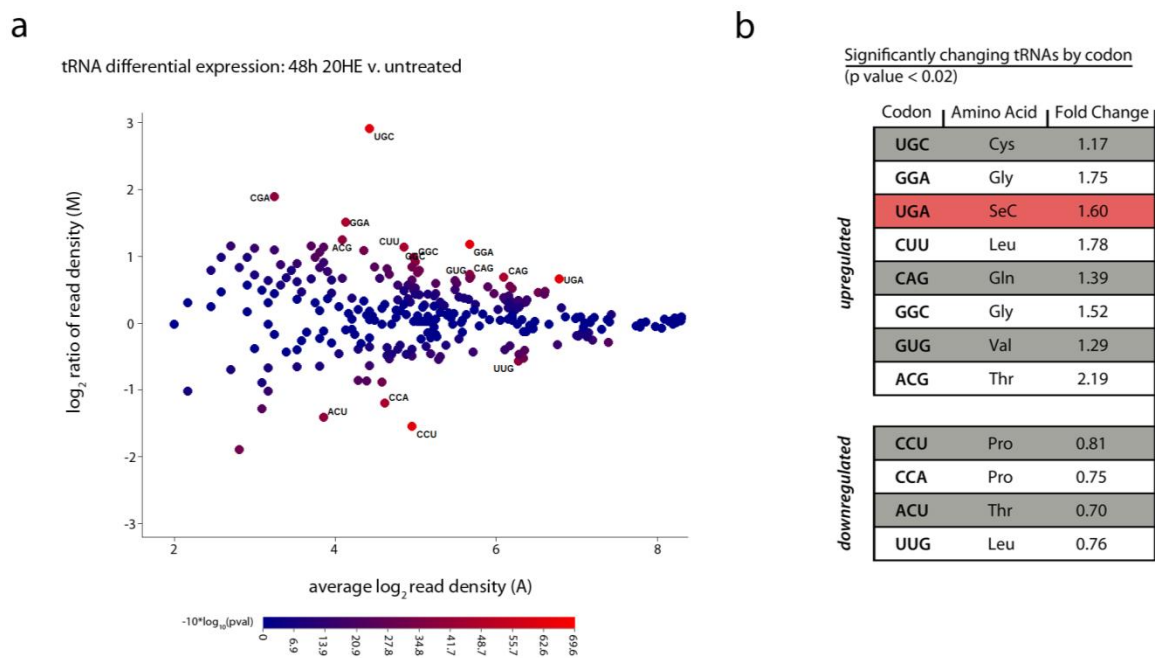 a
tRNA differential expression: 48h 20HE v. untreated
log2 ratio of read density (M)
3
2
1
0
-1
-2
-3
UGC
CGA
GGA
ACG
CUU
GGC
GGC
GGA
GUG
CAG
CAG
UGA
UUG
CCA
ACU
CCU
2
4
6
8
average log2 read density (A)
-10*log10(pval)
0
6.9
13.9
20.9
27.8
34.8
41.7
48.7
55.7
62.6
69.6
b
Significantly changing tRNAs by codon
(p value < 0.02)
Codon Amino Acid Fold Change
upregulated
UGC Cys 1.17
GGA Gly 1.75
UGA SeC 1.60
CUU Leu 1.78
CAG Gln 1.39
GGC Gly 1.52
GUG Val 1.29
ACG Thr 2.19
downregulated
CCU Pro 0.81
CCA Pro 0.75
ACU Thr 0.70
UUG Leu 0.76